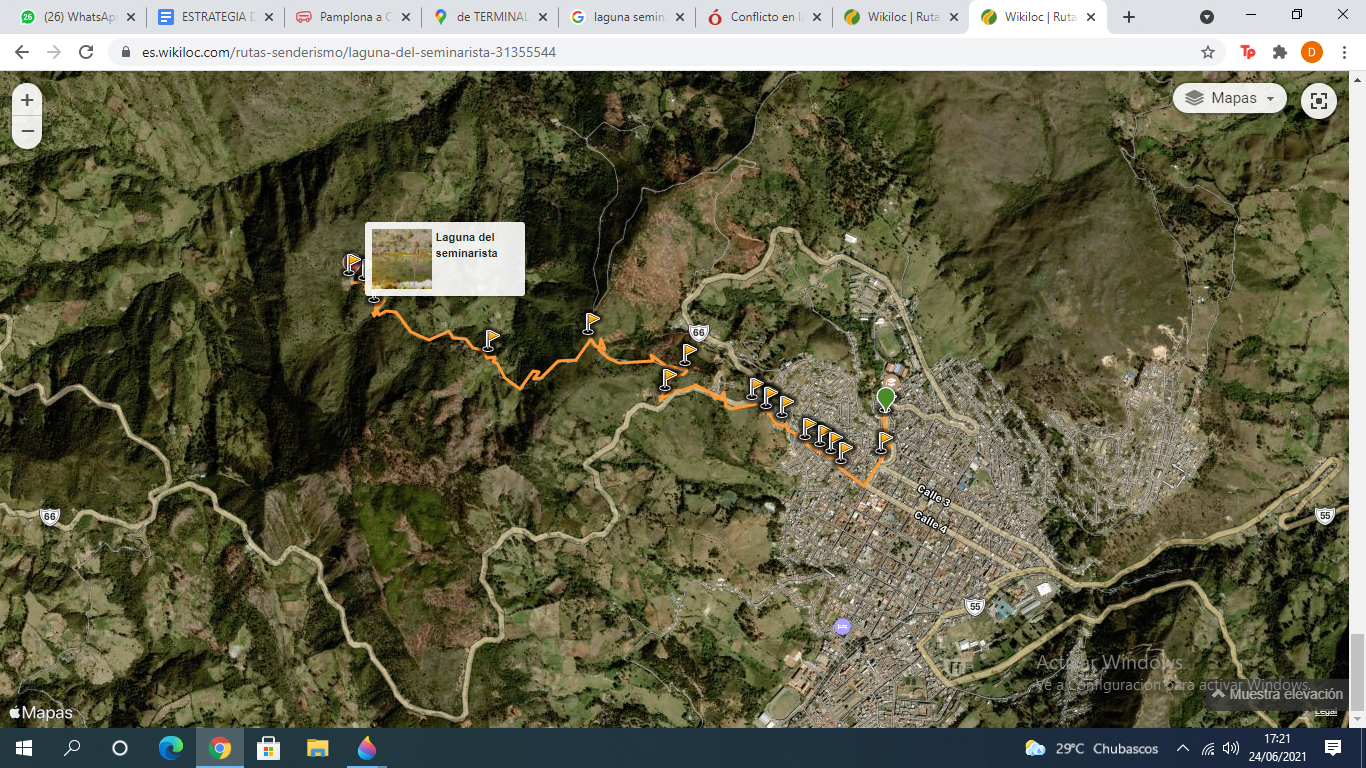 (26) WhatsAp
ESTRATEGIA D
Pamplona a C
de TERMINAL
laguna semin
Conflicto en l
Wikiloc | Ruta
Wikiloc | Ruta
es.wikiloc.com/rutas-senderismo/laguna-del-seminarista-31355544
Tp
D
+
−
Mapas
Laguna del
seminarista
66
Calle 3
Calle 4
66
55
55
Activar Windows
Ve a Configuración para activar Windows.
Muestra elevación
Mapas
Legal
29°C Chubascos
17:21
24/06/2021